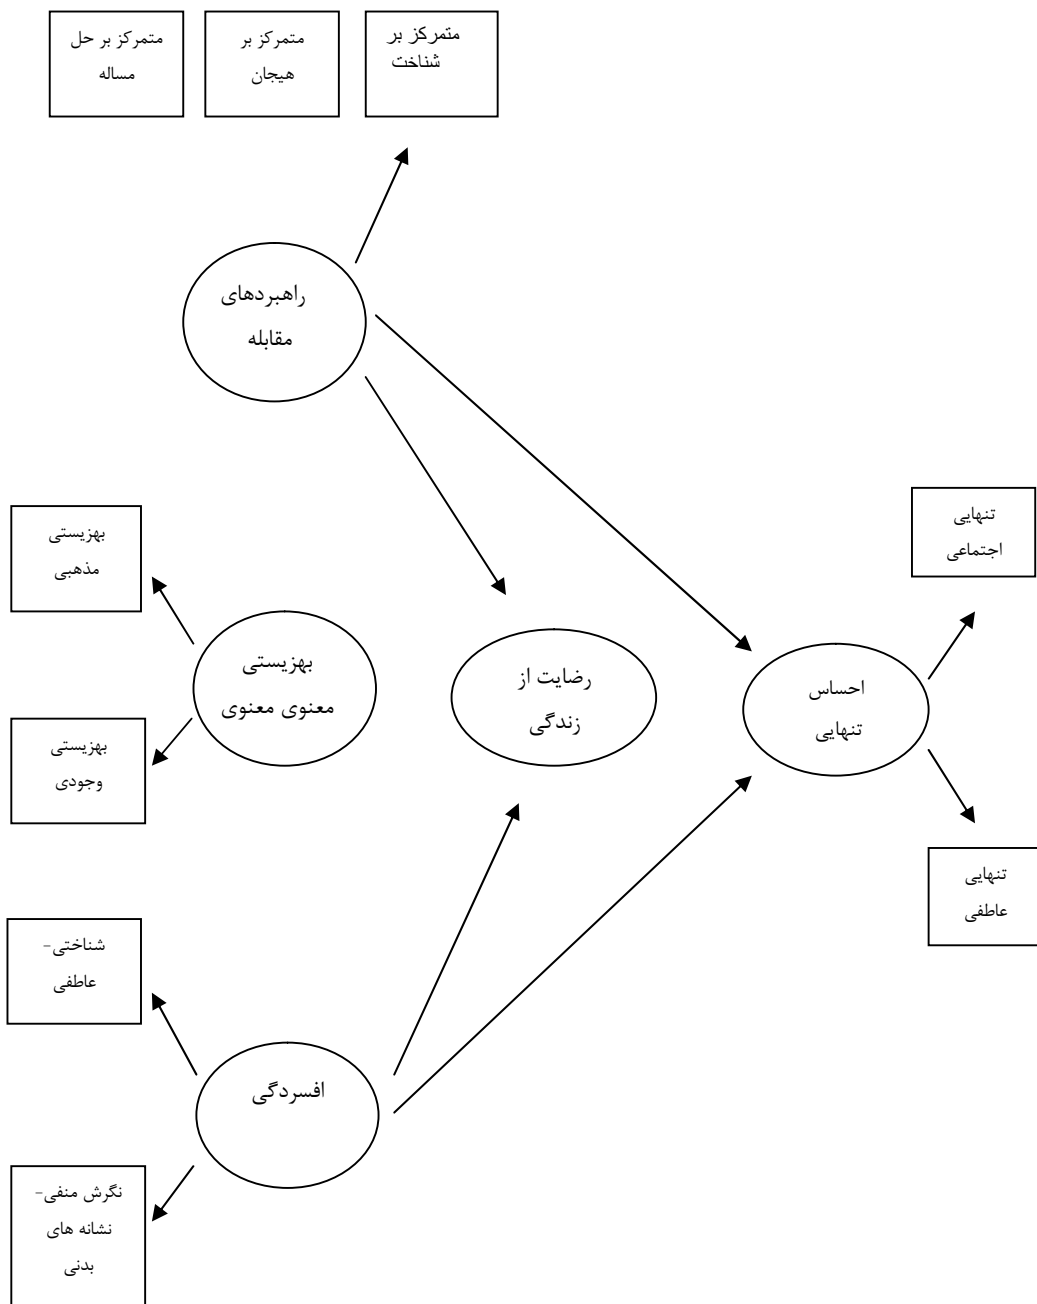 متمرکز بر
شناخت
متمرکز بر
هیجان
متمرکز بر حل
مساله
راهبردهای
مقابله
بهزیستی
مذهبی
بهزیستی
معنوی معنوی
بهزیستی
وجودی
رضایت از
زندگی
احساس
تنهایی
تنهایی
اجتماعی
تنهایی
عاطفی
شناختی-
عاطفی
افسردگی
نگرش منفی-
نشانه های
بدنی